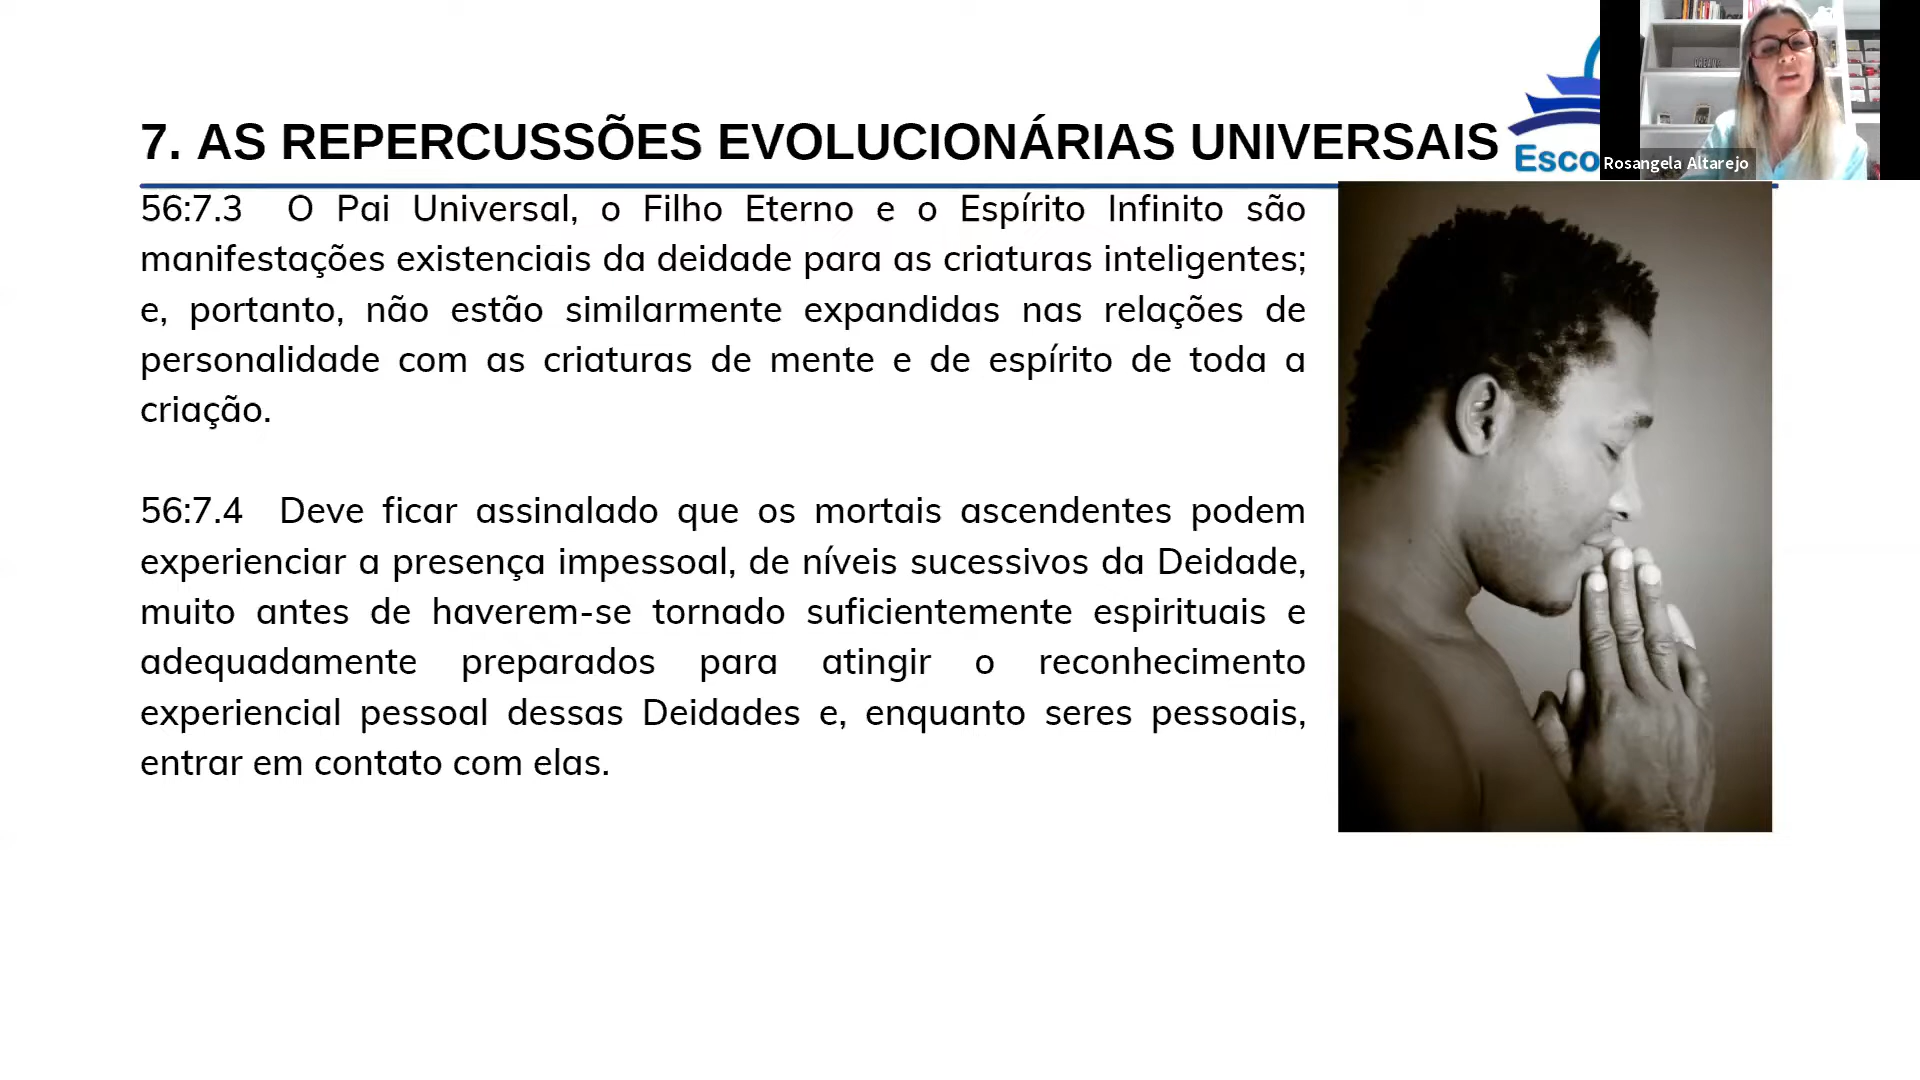 7. AS REPERCUSSÕES EVOLUCIONÁRIAS UNIVERSAIS
Esco
Rosangela Altarejo
56:7.3 O Pai Universal, o Filho Eterno e o Espírito Infinito são
manifestações existenciais da deidade para as criaturas inteligentes;
e, portanto, não estão similarmente expandidas nas relações de
personalidade com as criaturas de mente e de espírito de toda a
criação.
56:7.4 Deve ficar assinalado que os mortais ascendentes podem
experienciar a presença impessoal, de níveis sucessivos da Deidade,
muito antes de haverem-se tornado suficientemente espirituais e
adequadamente preparados para atingir o reconhecimento
experiencial pessoal dessas Deidades e, enquanto seres pessoais,
entrar em contato com elas.